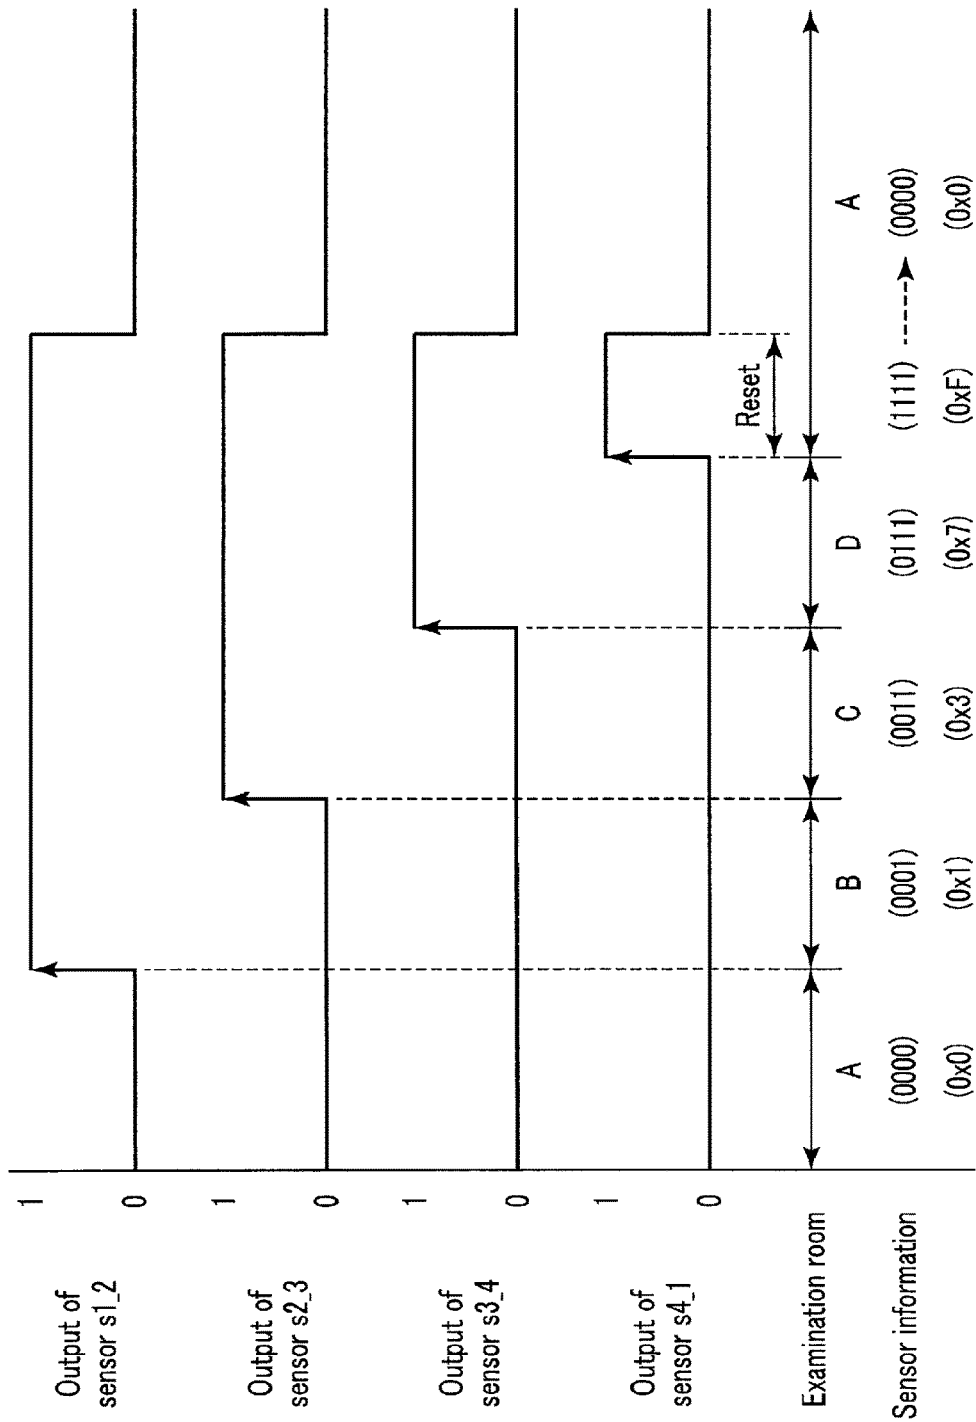 Output of
sensor s1_2
1
0
Output of
sensor s2_3
1
0
Output of
sensor s3_4
1
0
Output of
sensor s4_1
1
0
Reset
Examination room
A
B
C
D
A
Sensor information
(0000)
(0001)
(0011)
(0111)
(1111)
(0000)
(0x0)
(0x1)
(0x3)
(0x7)
(0xF)
(0x0)